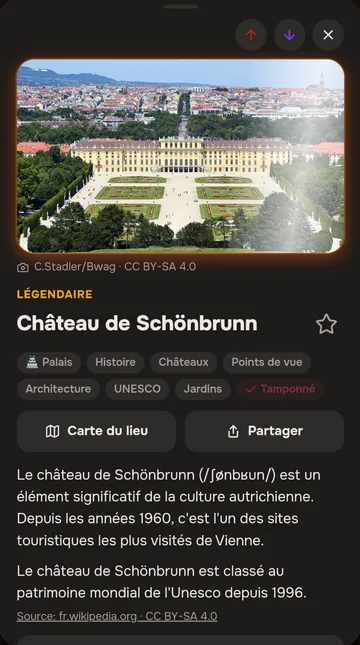 C.Stadler/Bwag · CC BY-SA 4.0
LÉGENDAIRE
Château de Schönbrunn
Palais Histoire Châteaux Points de vue
Architecture UNESCO Jardins Tamponné
Carte du lieu Partager
Le château de Schönbrunn (/ʃønbʁun/) est un
élément significatif de la culture autrichienne.
Depuis les années 1960, c'est l'un des sites
touristiques les plus visités de Vienne.
Le château de Schönbrunn est classé au
patrimoine mondial de l'Unesco depuis 1996.
Source: fr.wikipedia.org · CC BY-SA 4.0